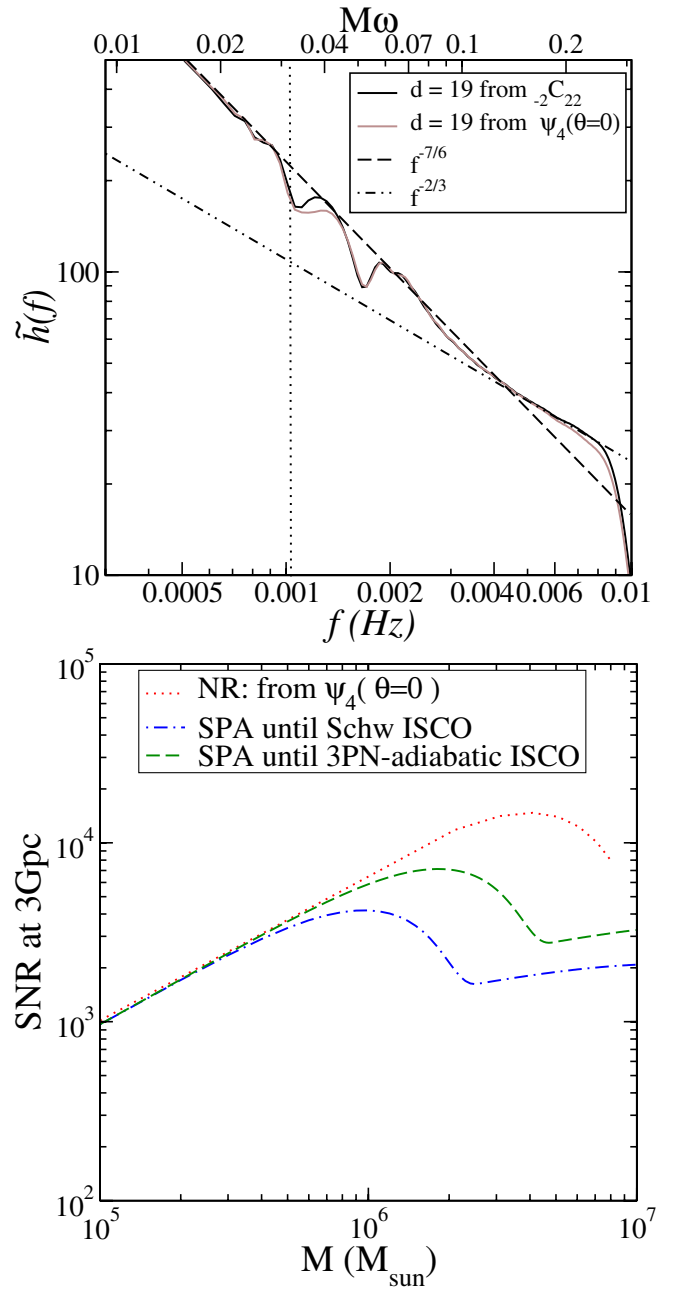 Mω
0.01 0.02 0.04 0.07 0.1 0.2
d = 19 from ₋₂C₂₂
d = 19 from ψ₄(θ=0)
f^-7/6
f^-2/3
100
10
h̃(f)
0.0005 0.001 0.002 0.004 0.006 0.01
f (Hz)
10⁵
NR: from ψ₄( θ=0 )
SPA until Schw ISCO
SPA until 3PN-adiabatic ISCO
10⁴
SNR at 3Gpc
10³
10²
10⁵ 10⁶ 10⁷
M (M_sun)